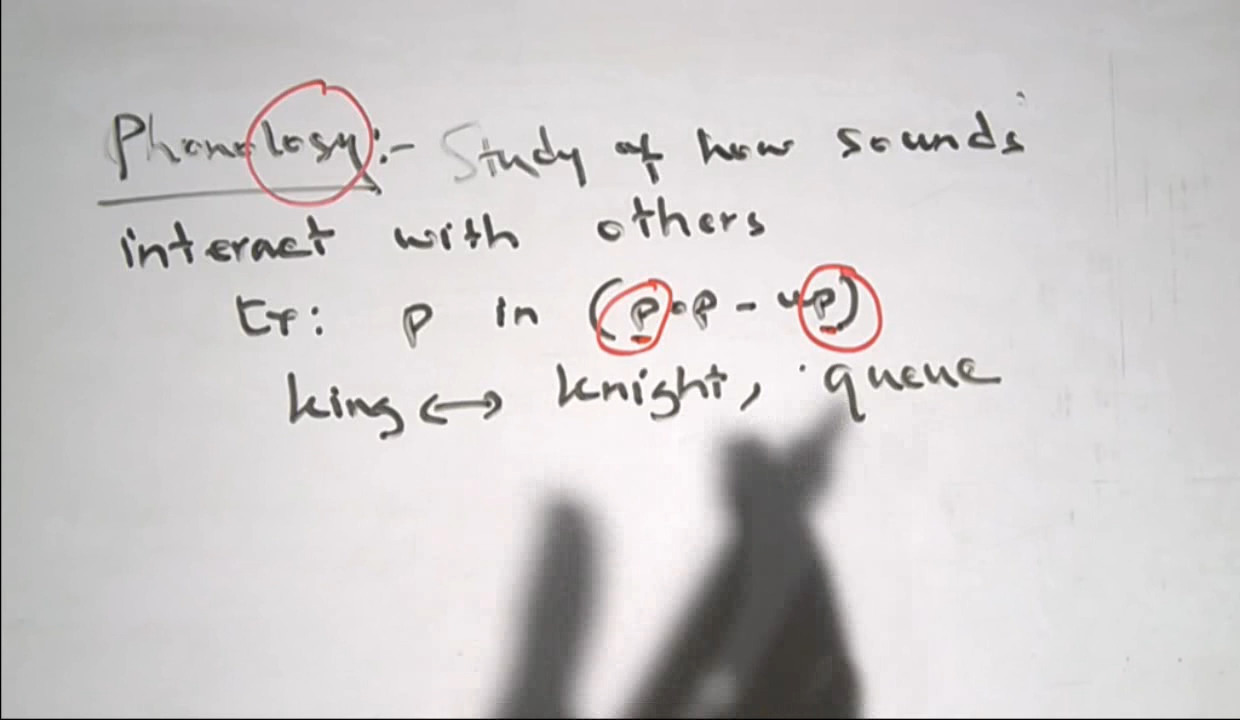 Phonology:- Study of how sounds
interact with others
Ex: p in (pop - up)
king ↔ knight, queue